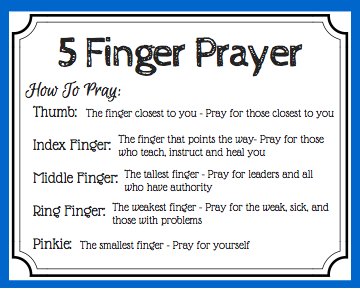 5 Finger Prayer
How To Pray:
Thumb: The finger closest to you - Pray for those closest to you
Index Finger: The finger that points the way- Pray for those
who teach, instruct and heal you
Middle Finger: The tallest finger - Pray for leaders and all
who have authority
Ring Finger: The weakest finger - Pray for the weak, sick, and
those with problems
Pinkie: The smallest finger - Pray for yourself